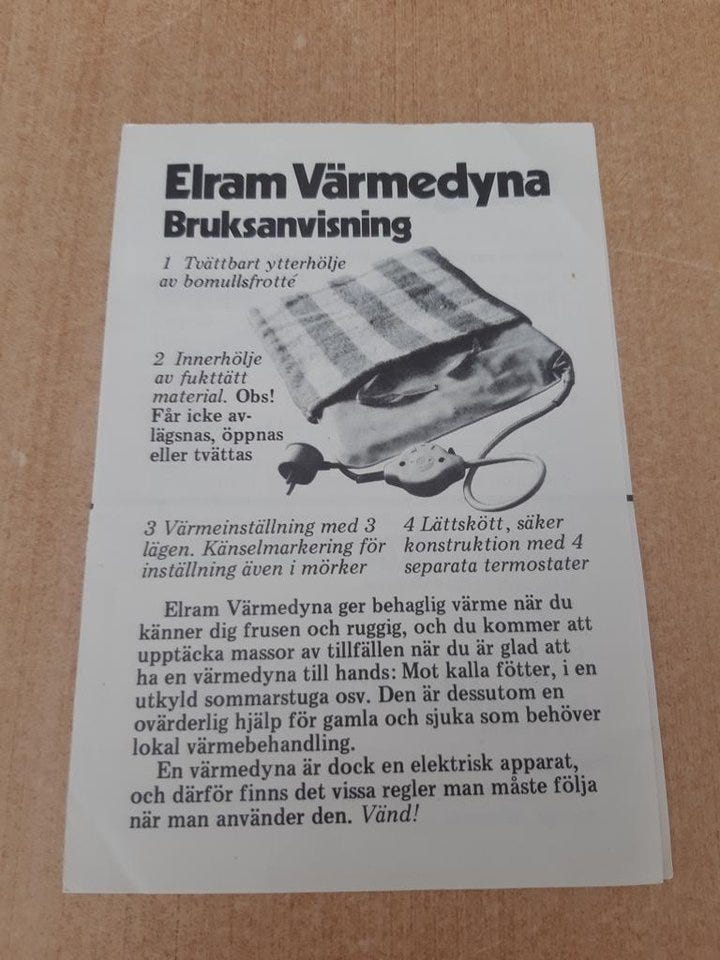 Elram Värmedyna
Bruksanvisning
1 Tvättbart ytterhölje
av bomullsfrotté
2 Innerhölje
av fukttätt
material. Obs!
Får icke av-
lägsnas, öppnas
eller tvättas
3 Värmeinställning med 3
lägen. Känselmarkering för
inställning även i mörker
4 Lättskött, säker
konstruktion med 4
separata termostater
Elram Värmedyna ger behaglig värme när du
känner dig frusen och ruggig, och du kommer att
upptäcka massor av tillfällen när du är glad att
ha en värmedyna till hands: Mot kalla fötter, i en
utkyld sommarstuga osv. Den är dessutom en
ovärderlig hjälp för gamla och sjuka som behöver
lokal värmebehandling.
En värmedyna är dock en elektrisk apparat,
och därför finns det vissa regler man måste följa
när man använder den. Vänd!